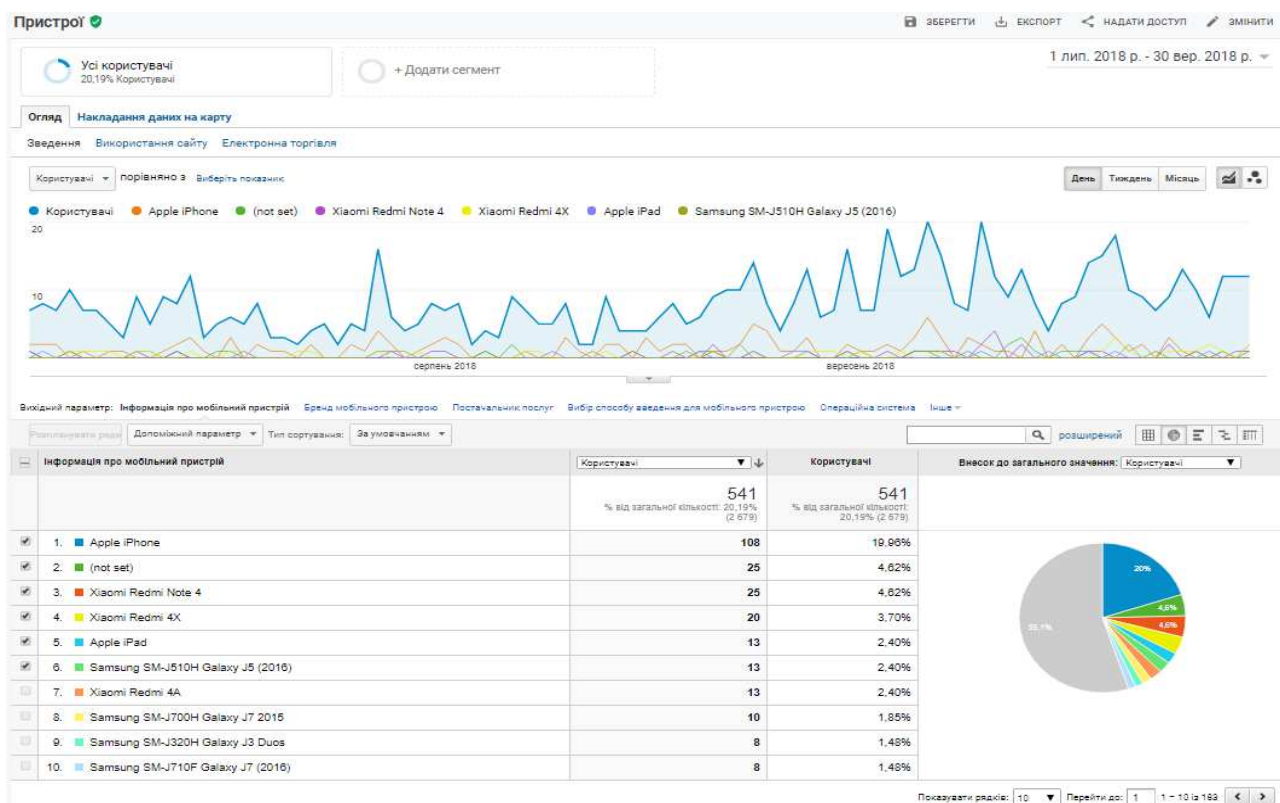 Пристрої
ЗБЕРЕГТИ ЕКСПОРТ НАДАТИ ДОСТУП ЗМІНИТИ
Усі користувачі
20,19% Користувачі
+ Додати сегмент
1 лип. 2018 р. - 30 вер. 2018 р.
Огляд Накладання даних на карту
Зведення Використання сайту Електронна торгівля
Користувачі порівняно з Виберіть показник
День Тиждень Місяць
Користувачі Apple iPhone (not set) Xiaomi Redmi Note 4 Xiaomi Redmi 4X Apple iPad Samsung SM-J510H Galaxy J5 (2016)
20
10
серпень 2018 вересень 2018
Вихідний параметр: Інформація про мобільний пристрій Бренд мобільного пристрою Постачальник послуг Вибір способу введення для мобільного пристрою Операційна система Інше
Розпланувати ряди Допоміжний параметр Тип сортування: За умовчанням розширений
Інформація про мобільний пристрій Користувачі Користувачі Внесок до загального значення: Користувачі
541 541
% від загальної кількості: 20,19% % від загальної кількості:
(2 679) 20,19% (2 679)
1. Apple iPhone 108 19,96%
2. (not set) 25 4,62%
3. Xiaomi Redmi Note 4 25 4,62%
4. Xiaomi Redmi 4X 20 3,70%
5. Apple iPad 13 2,40%
6. Samsung SM-J510H Galaxy J5 (2016) 13 2,40%
7. Xiaomi Redmi 4A 13 2,40%
8. Samsung SM-J700H Galaxy J7 2015 10 1,85%
9. Samsung SM-J320H Galaxy J3 Duos 8 1,48%
10. Samsung SM-J710F Galaxy J7 (2016) 8 1,48%
20%
4,6%
4,6%
55,1%
Показувати рядків: 10 Перейти до: 1 1 – 10 із 163